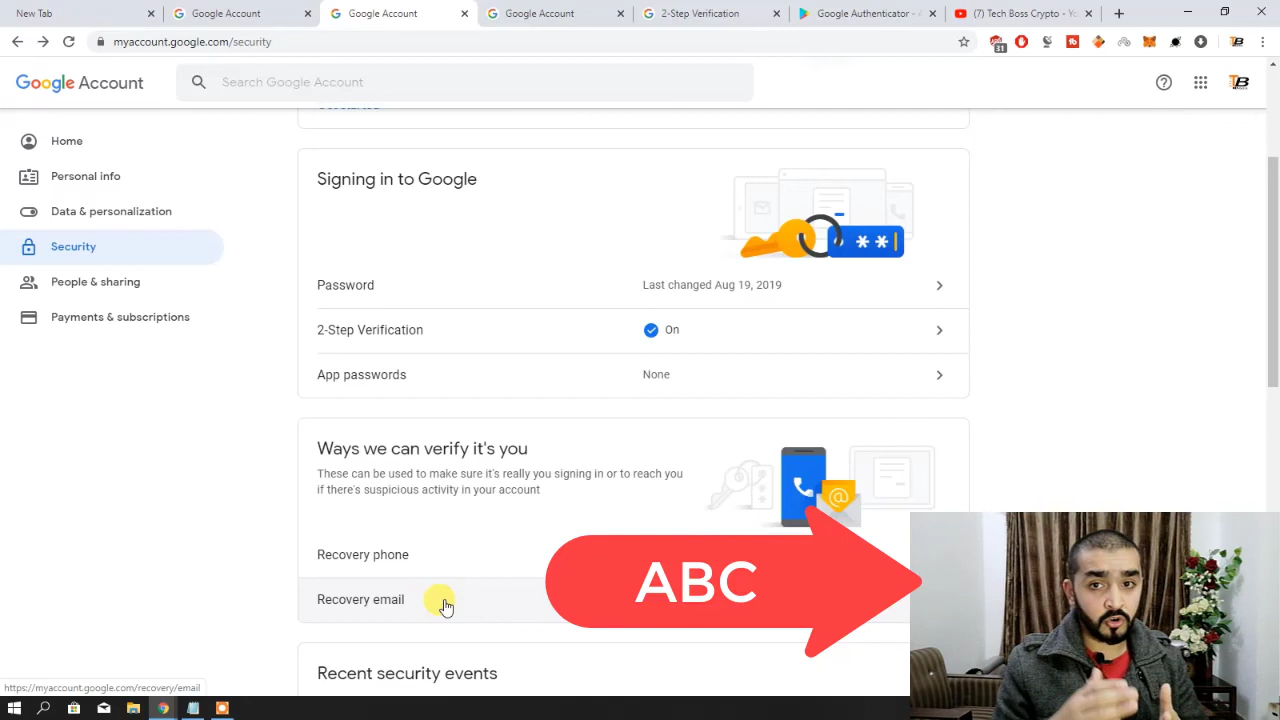 New Tab
Google Account
Google Account
Google Account
2-Step Verification
Google Authenticator - A
(7) Tech Boss Crypto - Yo
myaccount.google.com/security
31
Google Account
Search Google Account
TB
Home
Personal info
Data & personalization
Security
People & sharing
Payments & subscriptions
Signing in to Google
**
Password
Last changed Aug 19, 2019
2-Step Verification
On
App passwords
None
Ways we can verify it's you
These can be used to make sure it's really you signing in or to reach you
if there's suspicious activity in your account
@
Recovery phone
Recovery email
ABC
Recent security events
https://myaccount.google.com/recovery/email